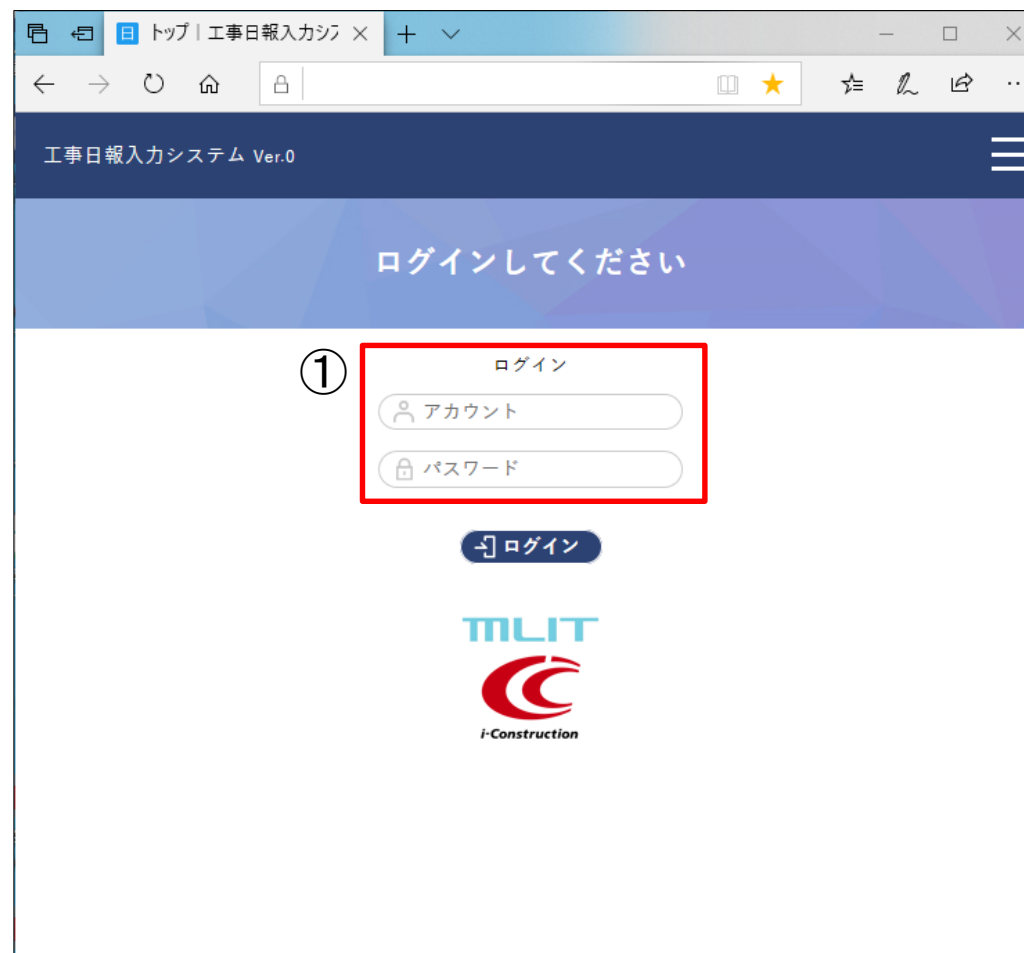 トップ | 工事日報入力シス
工事日報入力システム Ver.0
ログインしてください
①
ログイン
アカウント
パスワード
ログイン
MLIT
i-Construction